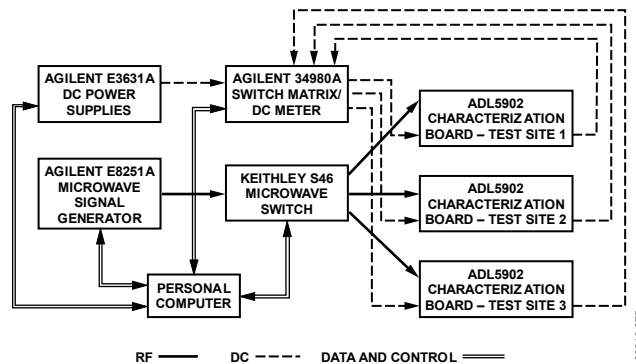 AGILENT E3631A
DC POWER
SUPPLIES
AGILENT 34980A
SWITCH MATRIX/
DC METER
ADL5902
CHARACTERIZATION
BOARD – TEST SITE 1
AGILENT E8251A
MICROWAVE
SIGNAL
GENERATOR
KEITHLEY S46
MICROWAVE
SWITCH
ADL5902
CHARACTERIZATION
BOARD – TEST SITE 2
PERSONAL
COMPUTER
ADL5902
CHARACTERIZATION
BOARD – TEST SITE 3
RF DC DATA AND CONTROL